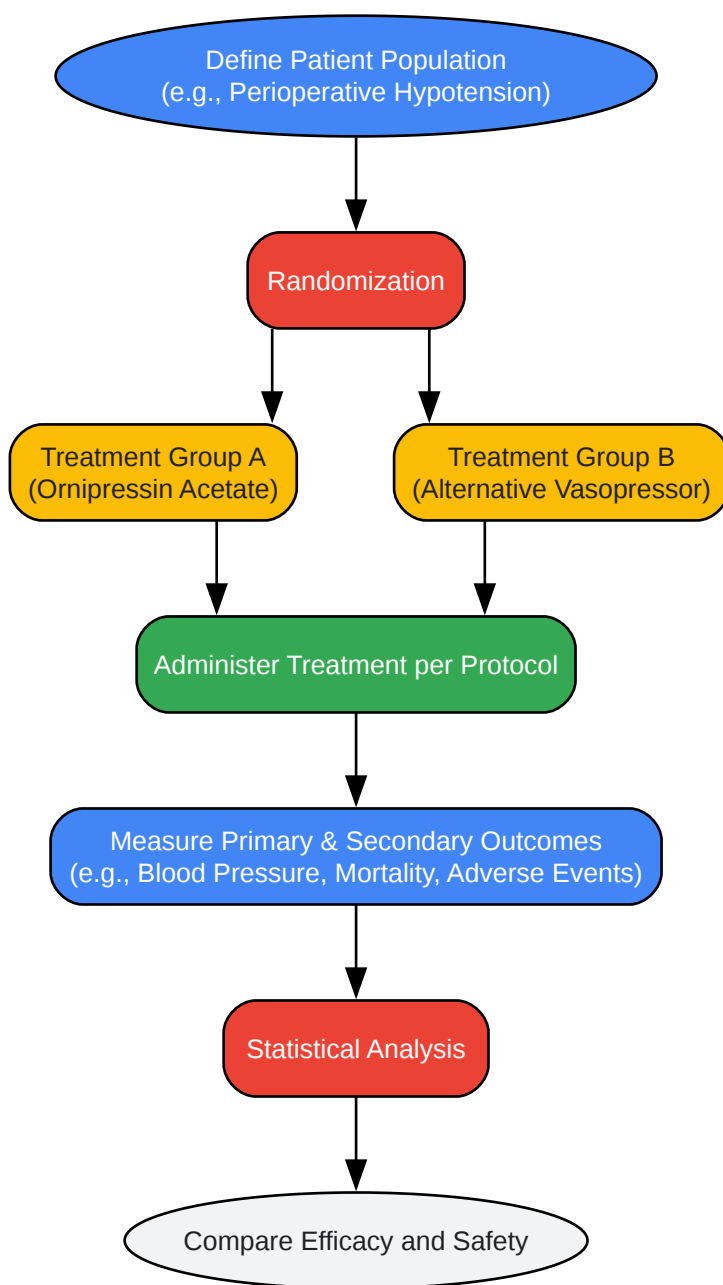 Define Patient Population
(e.g., Perioperative Hypotension)
Randomization
Treatment Group A
(Ornipressin Acetate)
Treatment Group B
(Alternative Vasopressor)
Administer Treatment per Protocol
Measure Primary & Secondary Outcomes
(e.g., Blood Pressure, Mortality, Adverse Events)
Statistical Analysis
Compare Efficacy and Safety